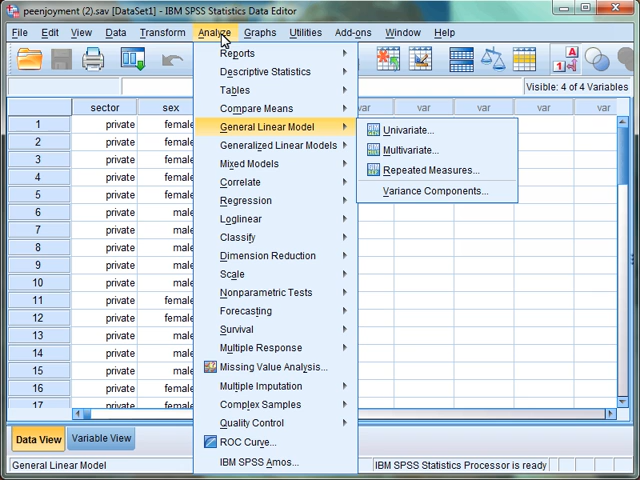 peenjoyment (2).sav [DataSet1] - IBM SPSS Statistics Data Editor
File Edit View Data Transform Analyze Graphs Utilities Add-ons Window Help
Visible: 4 of 4 Variables
sector sex var var var var var
1 private female
2 private female
3 private female
4 private female
5 private female
6 private male
7 private male
8 private male
9 private male
10 private male
11 private female
12 private female
13 private male
14 private male
15 private male
16 private female
17 private female
Reports
Descriptive Statistics
Tables
Compare Means
General Linear Model
Generalized Linear Models
Mixed Models
Correlate
Regression
Loglinear
Classify
Dimension Reduction
Scale
Nonparametric Tests
Forecasting
Survival
Multiple Response
Missing Value Analysis...
Multiple Imputation
Complex Samples
Quality Control
ROC Curve...
IBM SPSS Amos...
Univariate...
Multivariate...
Repeated Measures...
Variance Components...
Data View Variable View
General Linear Model
IBM SPSS Statistics Processor is ready